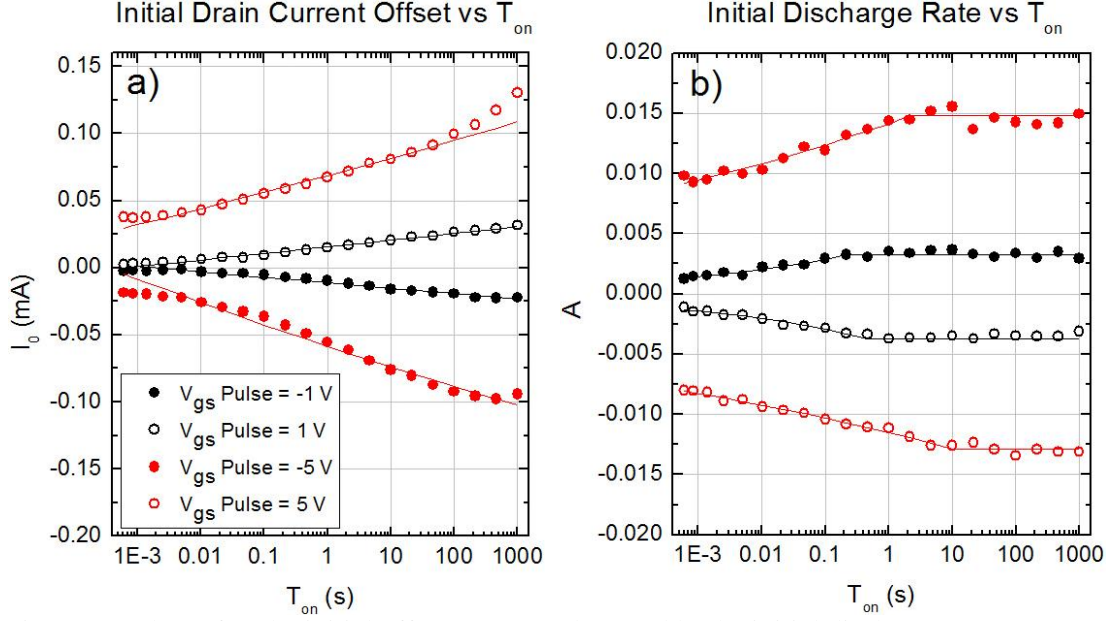 Initial Drain Current Offset vs Ton
Initial Discharge Rate vs Ton
a)
0.15
0.10
0.05
0.00
-0.05
-0.10
-0.15
-0.20
I0 (mA)
Vgs Pulse = -1 V
Vgs Pulse = 1 V
Vgs Pulse = -5 V
Vgs Pulse = 5 V
1E-3 0.01 0.1 1 10 100 1000
Ton (s)
b)
0.020
0.015
0.010
0.005
0.000
-0.005
-0.010
-0.015
-0.020
A
1E-3 0.01 0.1 1 10 100 1000
Ton (s)